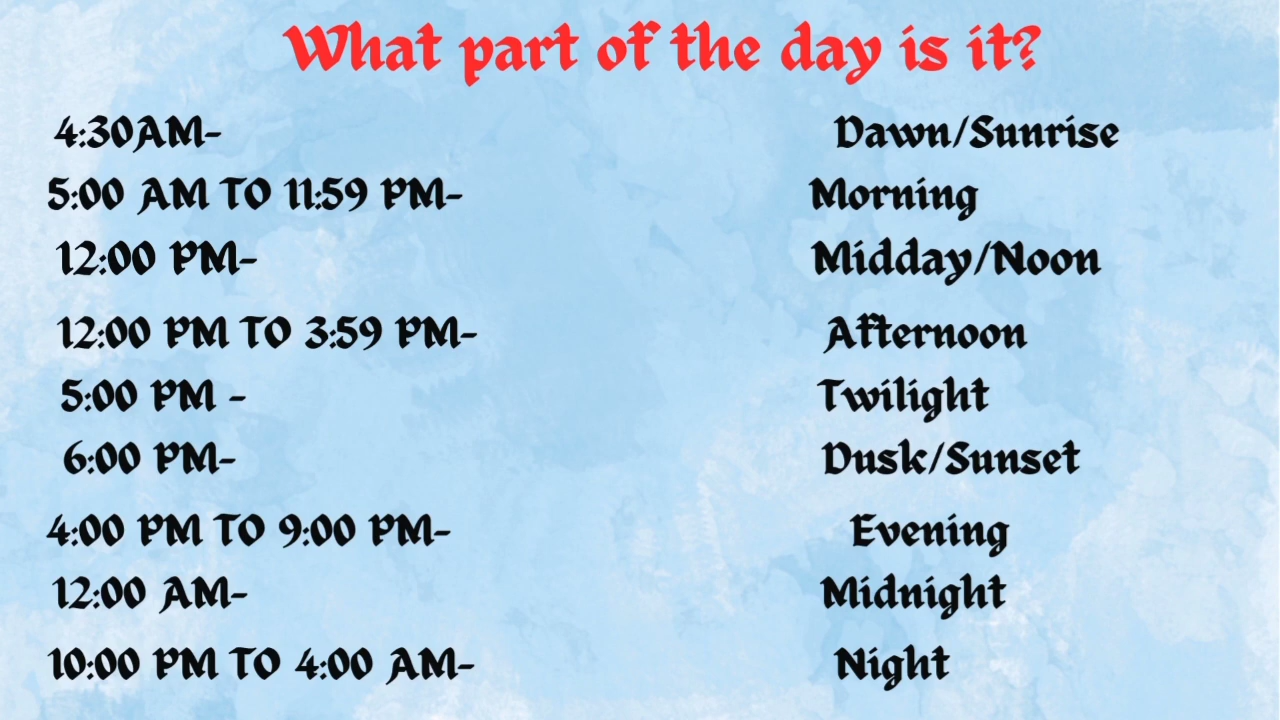 What part of the day is it?
4:30AM- Dawn/Sunrise
5:00 AM TO 11:59 PM- Morning
12:00 PM- Midday/Noon
12:00 PM TO 3:59 PM- Afternoon
5:00 PM - Twilight
6:00 PM- Dusk/Sunset
4:00 PM TO 9:00 PM- Evening
12:00 AM- Midnight
10:00 PM TO 4:00 AM- Night